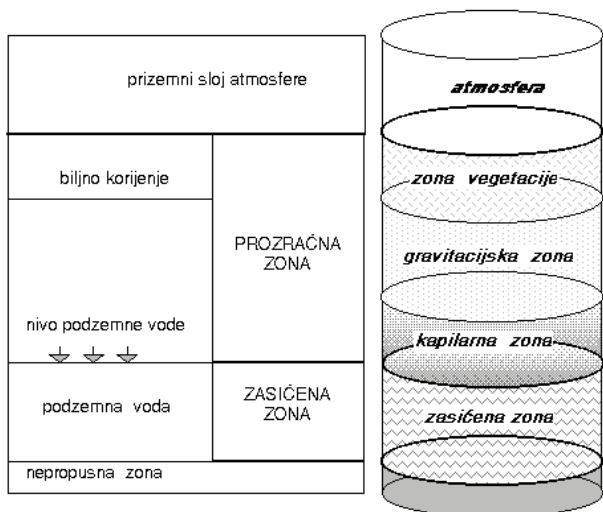 prizemni sloj atmosfere
biljno korijenje
PROZRAČNA
ZONA
nivo podzemne vode
podzemna voda
ZASIĆENA
ZONA
nepropusna zona
atmosfera
zona vegetacije
gravitacijska zona
kapilarna zona
zasićena zona